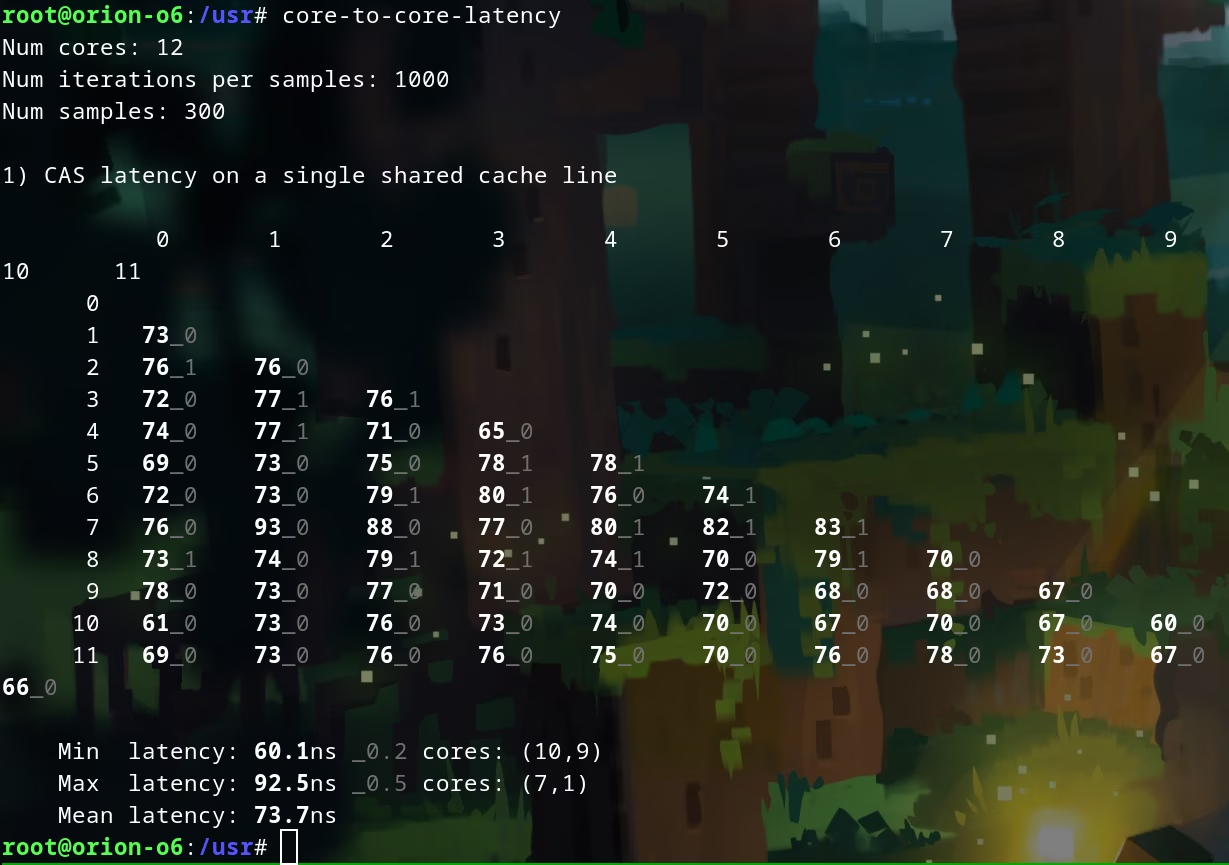 root@orion-o6:/usr# core-to-core-latency
Num cores: 12
Num iterations per samples: 1000
Num samples: 300
1) CAS latency on a single shared cache line
0 1 2 3 4 5 6 7 8 9
10 11
0
1 73_0
2 76_1 76_0
3 72_0 77_1 76_1
4 74_0 77_1 71_0 65_0
5 69_0 73_0 75_0 78_1 78_1
6 72_0 73_0 79_1 80_1 76_0 74_1
7 76_0 93_0 88_0 77_0 80_1 82_1 83_1
8 73_1 74_0 79_1 72_1 74_1 70_0 79_1 70_0
9 78_0 73_0 77_0 71_0 70_0 72_0 68_0 68_0 67_0
10 61_0 73_0 76_0 73_0 74_0 70_0 67_0 70_0 67_0 60_0
11 69_0 73_0 76_0 76_0 75_0 70_0 76_0 78_0 73_0 67_0
66_0
Min latency: 60.1ns _0.2 cores: (10,9)
Max latency: 92.5ns _0.5 cores: (7,1)
Mean latency: 73.7ns
root@orion-o6:/usr#